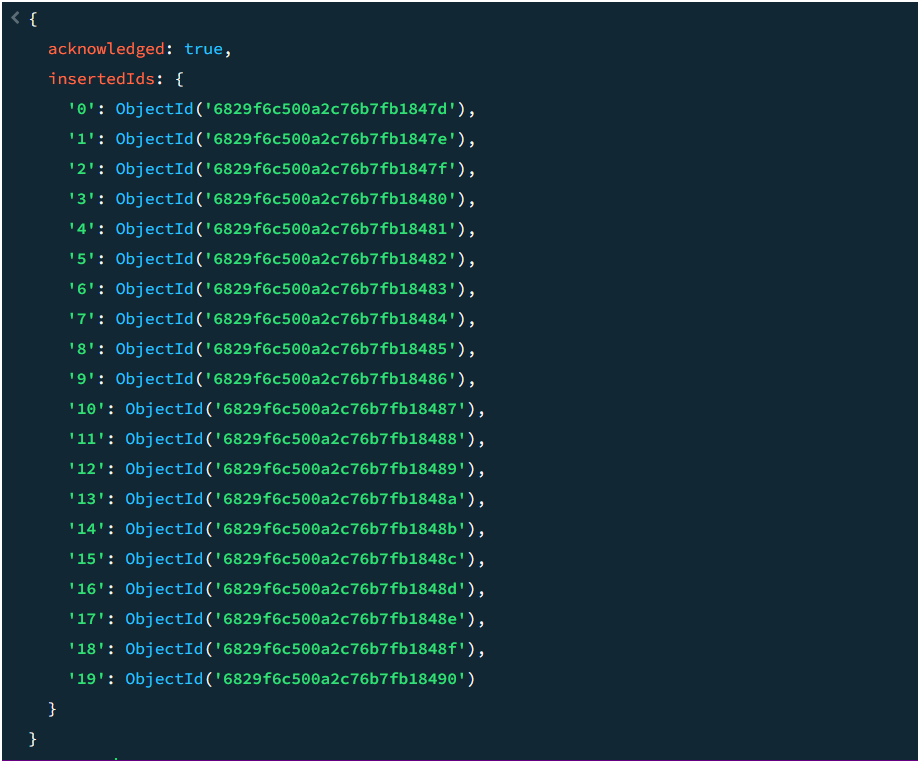 {
acknowledged: true,
insertedIds: {
'0': ObjectId('6829f6c500a2c76b7fb1847d'),
'1': ObjectId('6829f6c500a2c76b7fb1847e'),
'2': ObjectId('6829f6c500a2c76b7fb1847f'),
'3': ObjectId('6829f6c500a2c76b7fb18480'),
'4': ObjectId('6829f6c500a2c76b7fb18481'),
'5': ObjectId('6829f6c500a2c76b7fb18482'),
'6': ObjectId('6829f6c500a2c76b7fb18483'),
'7': ObjectId('6829f6c500a2c76b7fb18484'),
'8': ObjectId('6829f6c500a2c76b7fb18485'),
'9': ObjectId('6829f6c500a2c76b7fb18486'),
'10': ObjectId('6829f6c500a2c76b7fb18487'),
'11': ObjectId('6829f6c500a2c76b7fb18488'),
'12': ObjectId('6829f6c500a2c76b7fb18489'),
'13': ObjectId('6829f6c500a2c76b7fb1848a'),
'14': ObjectId('6829f6c500a2c76b7fb1848b'),
'15': ObjectId('6829f6c500a2c76b7fb1848c'),
'16': ObjectId('6829f6c500a2c76b7fb1848d'),
'17': ObjectId('6829f6c500a2c76b7fb1848e'),
'18': ObjectId('6829f6c500a2c76b7fb1848f'),
'19': ObjectId('6829f6c500a2c76b7fb18490')
}
}